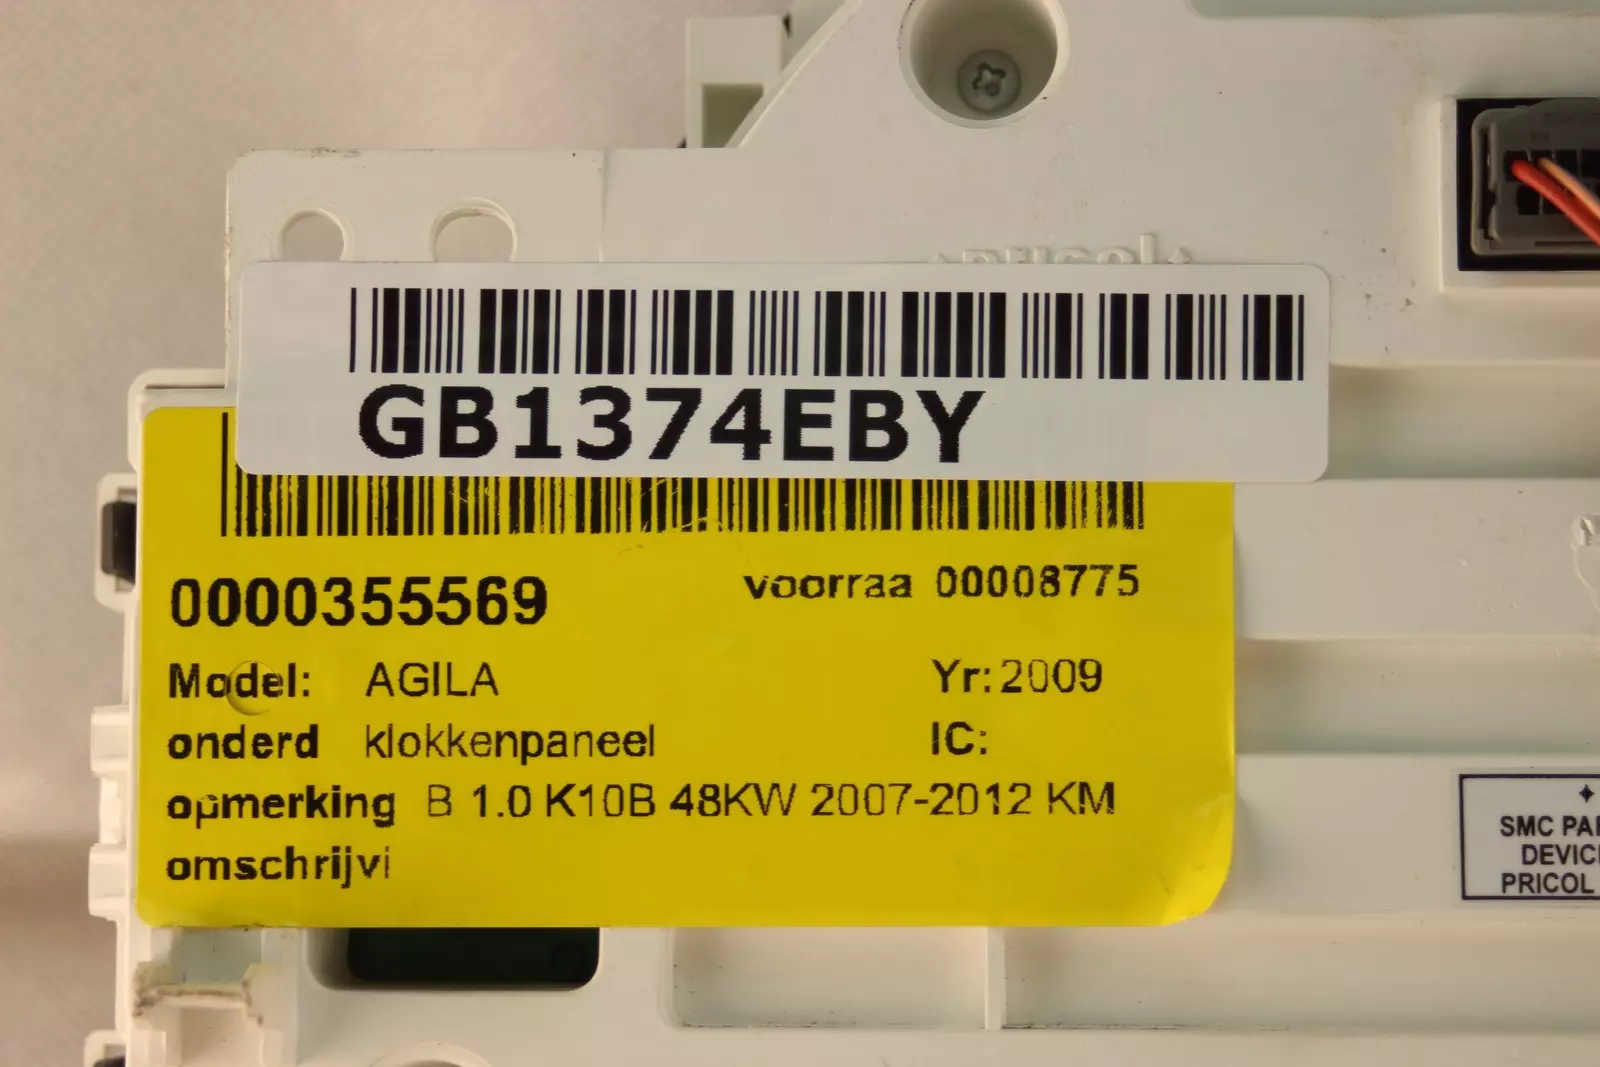 pricol
GB1374EBY
0000355569 voorraa 00008775
Model: AGILA Yr: 2009
onderd klokkenpaneel IC:
opmerking B 1.0 K10B 48KW 2007-2012 KM
omschrijvi
SMC PA
DEVIC
PRICOL